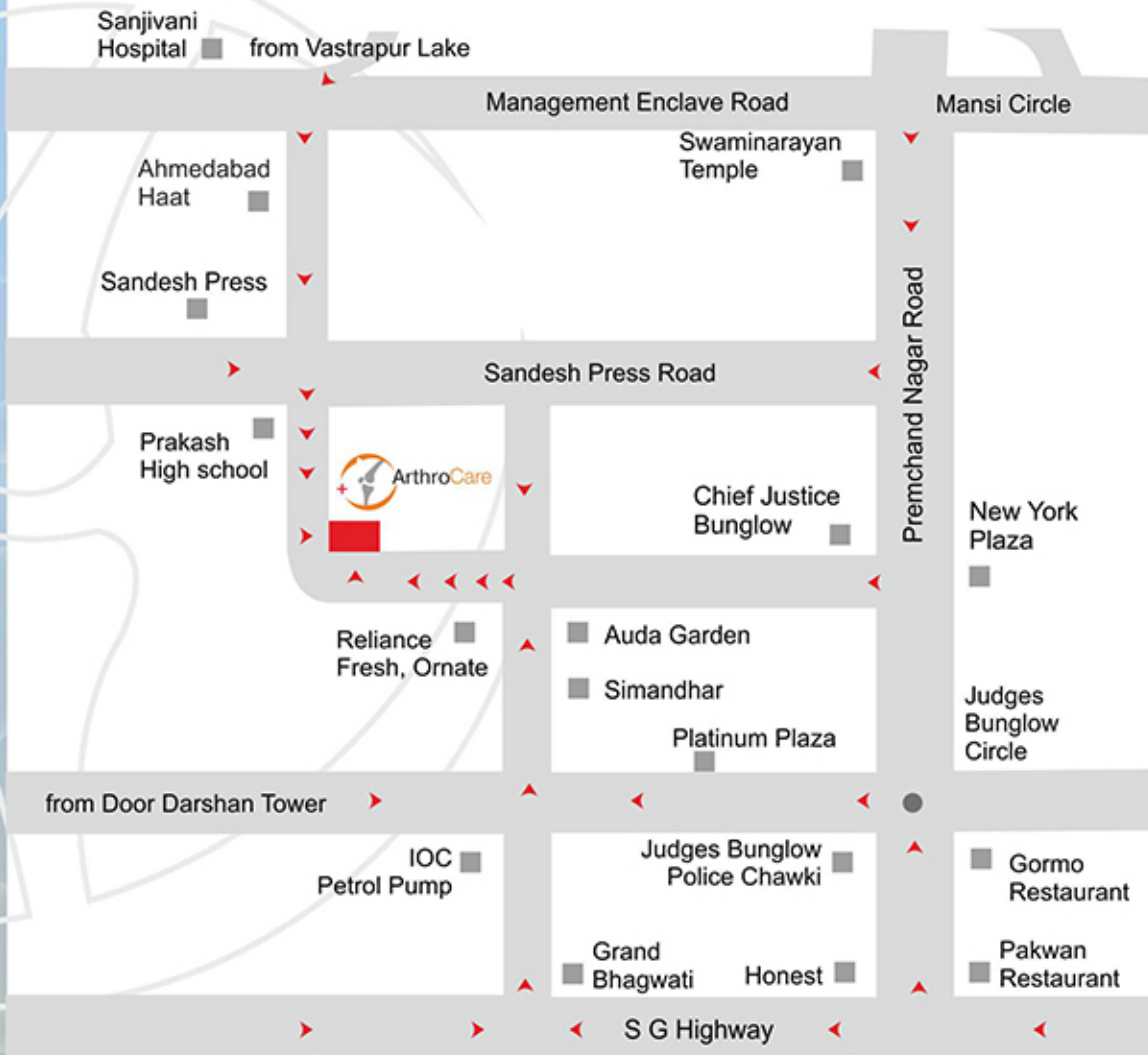 Sanjivani
Hospital
from Vastrapur Lake
Management Enclave Road
Mansi Circle
Swaminarayan
Temple
Ahmedabad
Haat
Sandesh Press
Sandesh Press Road
Premchand Nagar Road
Prakash
High school
ArthroCare
Chief Justice
Bunglow
New York
Plaza
Reliance
Fresh, Ornate
Auda Garden
Simandhar
Platinum Plaza
Judges
Bunglow
Circle
from Door Darshan Tower
IOC
Petrol Pump
Judges Bunglow
Police Chawki
Gormo
Restaurant
Grand
Bhagwati
Honest
Pakwan
Restaurant
S G Highway